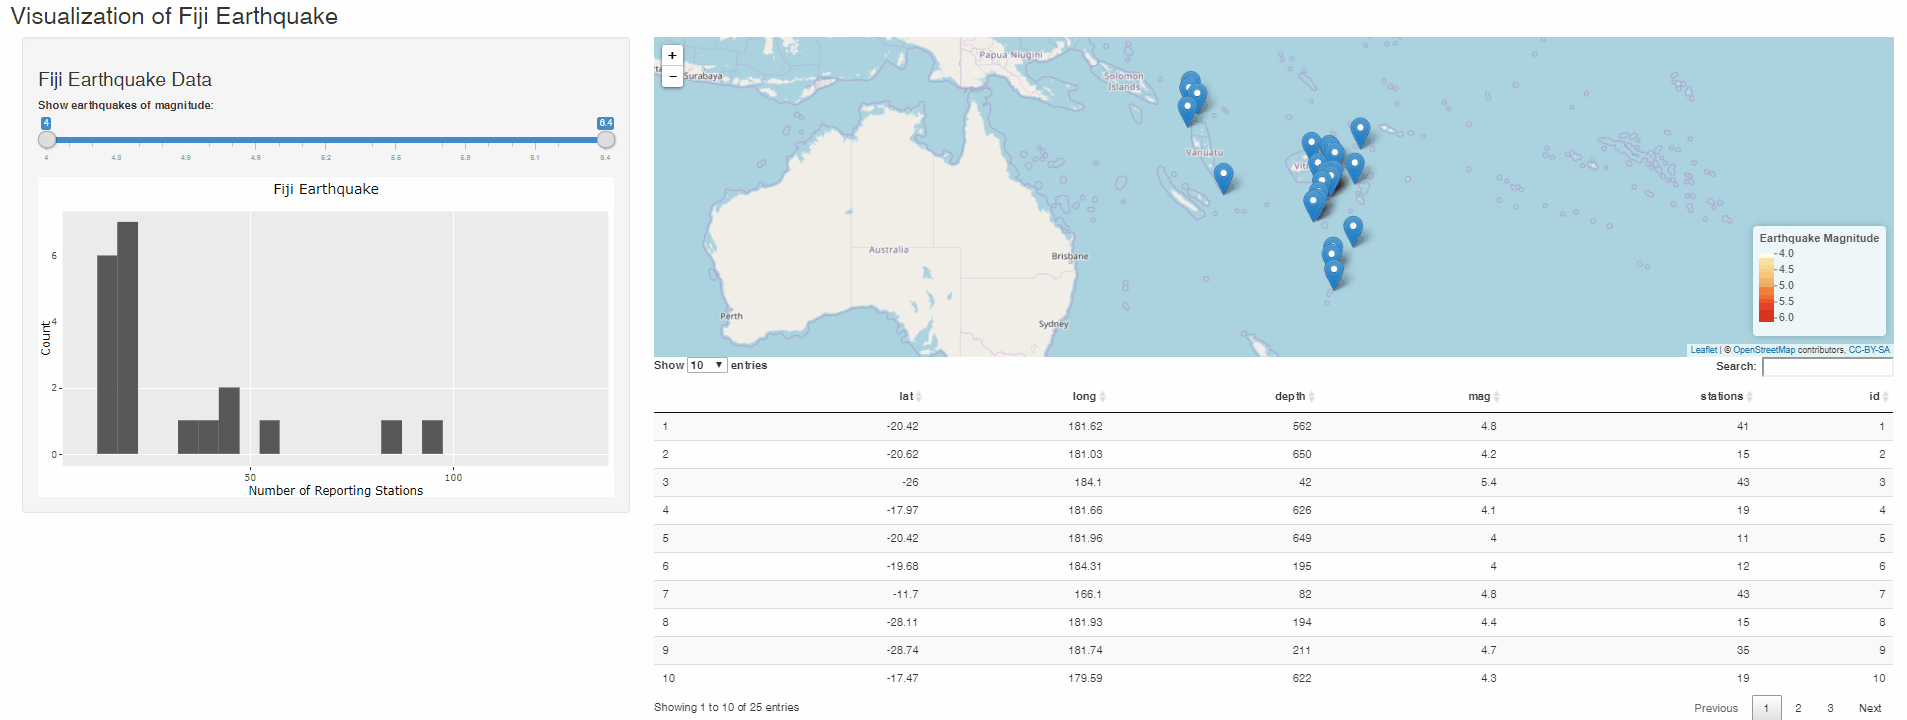 Visualization of Fiji Earthquake
Fiji Earthquake Data
Show earthquakes of magnitude:
4 6.4
4 4.3 4.6 4.9 5.2 5.5 5.8 6.1 6.4
Fiji Earthquake
Count
6
4
2
0
50 100
Number of Reporting Stations
+
−
Surabaya
Papua Niugini
Solomon
Islands
Vanuatu
Australia
Brisbane
Perth
Sydney
Earthquake Magnitude
4.0
4.5
5.0
5.5
6.0
Leaflet | © OpenStreetMap contributors, CC-BY-SA
Show 10 entries Search:
lat long depth mag stations id
1 -20.42 181.62 562 4.8 41 1
2 -20.62 181.03 650 4.2 15 2
3 -26 184.1 42 5.4 43 3
4 -17.97 181.66 626 4.1 19 4
5 -20.42 181.96 649 4 11 5
6 -19.68 184.31 195 4 12 6
7 -11.7 166.1 82 4.8 43 7
8 -28.11 181.93 194 4.4 15 8
9 -28.74 181.74 211 4.7 35 9
10 -17.47 179.59 622 4.3 19 10
Showing 1 to 10 of 25 entries Previous 1 2 3 Next